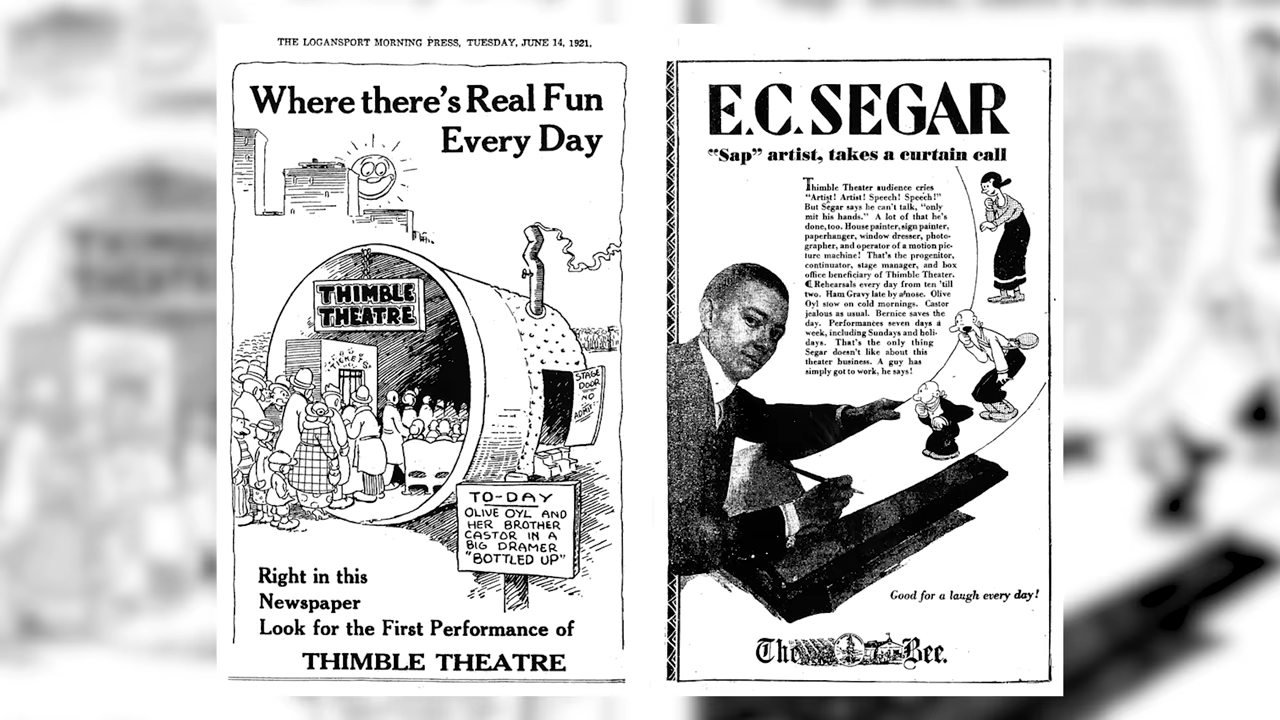 THE LOGANSPORT MORNING PRESS, TUESDAY, JUNE 14, 1921.
Where there's Real Fun
Every Day
THIMBLE
THEATRE
STAGE
DOOR
NO
TO-DAY
OLIVE OYL AND
HER BROTHER
CASTOR IN A
BIG DRAMER
"BOTTLED UP"
Right in this
Newspaper
Look for the First Performance of
THIMBLE THEATRE
E.C. SEGAR
“Sap” artist, takes a curtain call
Thimble Theater audience cries
"Artist! Artist! Speech! Speech!"
But Segar says he can't talk, "only
mit his hands." A lot of that he's
done, too. House painter, sign painter,
paperhanger, window dresser, photo-
grapher, and operator of a motion pic-
ture machine! That's the progenitor,
continuator, stage manager, and box
office beneficiary of Thimble Theater.
¶ Rehearsals every day from ten 'till
two. Ham Gravy late by a nose. Olive
Oyl slow on cold mornings. Castor
jealous as usual. Bernice saves the
day. Performances seven days a
week, including Sundays and holi-
days. That's the only thing
Segar doesn't like about this
theater business. A guy has
simply got to work, he says!
Good for a laugh every day!
The Bee.